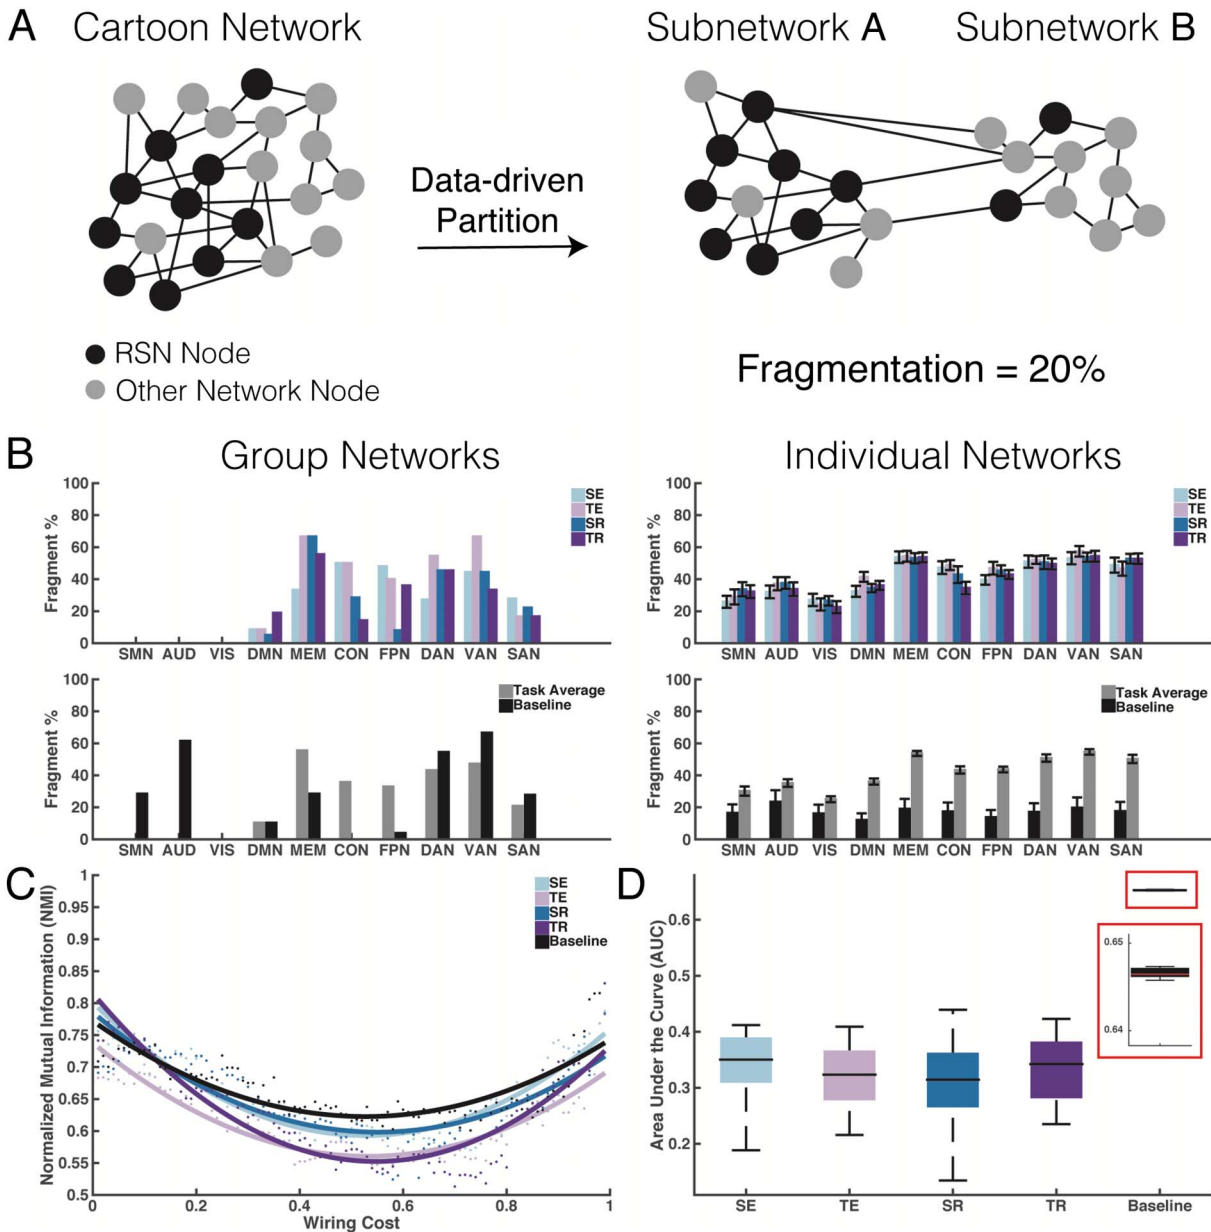 A Cartoon Network
Subnetwork A
Subnetwork B
Data-driven
Partition
RSN Node
Other Network Node
Fragmentation = 20%
B Group Networks
Individual Networks
Fragment %
100
80
60
40
20
0
SE
TE
SR
TR
SMN AUD VIS DMN MEM CON FPN DAN VAN SAN
Fragment %
100
80
60
40
20
0
SE
TE
SR
TR
SMN AUD VIS DMN MEM CON FPN DAN VAN SAN
Fragment %
100
80
60
40
20
0
Task Average
Baseline
SMN AUD VIS DMN MEM CON FPN DAN VAN SAN
Fragment %
100
80
60
40
20
0
Task Average
Baseline
SMN AUD VIS DMN MEM CON FPN DAN VAN SAN
C
Normalized Mutual Information (NMI)
1
0.95
0.9
0.85
0.8
0.75
0.7
0.65
0.6
0.55
0.5
SE
TE
SR
TR
Baseline
0 0.2 0.4 0.6 0.8 1
Wiring Cost
D
Area Under the Curve (AUC)
0.6
0.5
0.4
0.3
0.2
0.65
0.64
SE TE SR TR Baseline